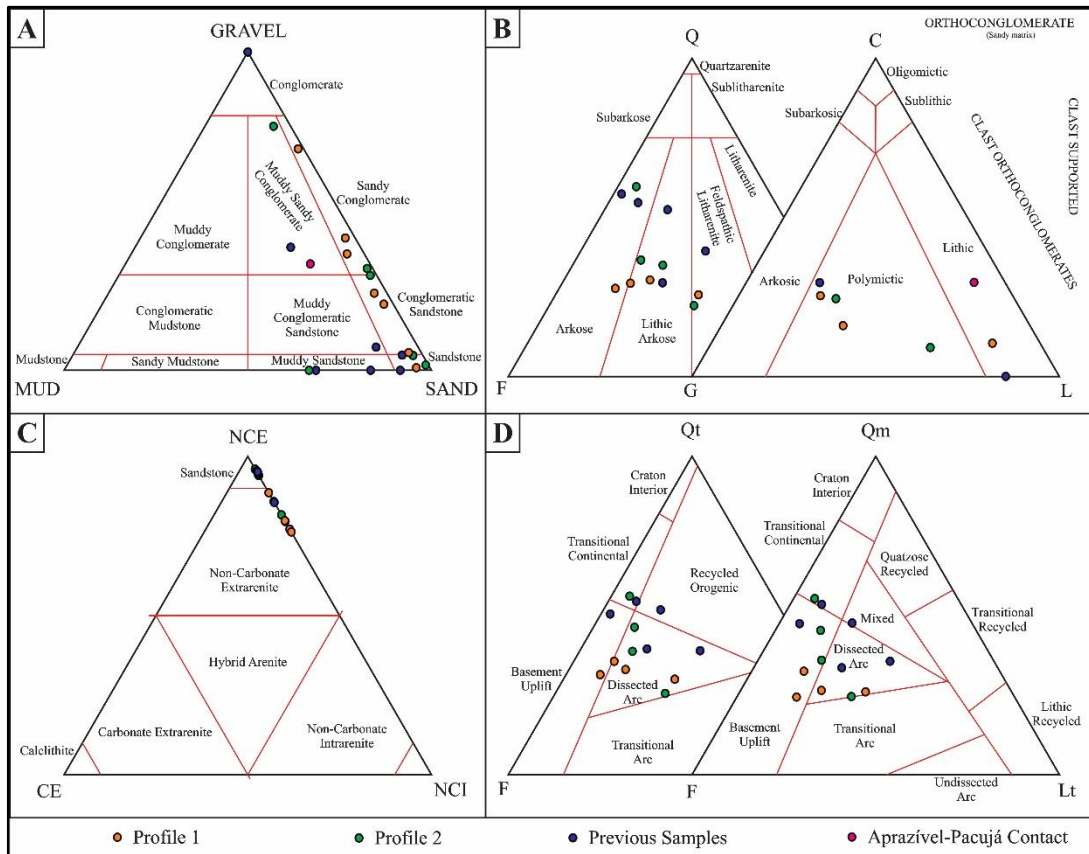 A
GRAVEL
Conglomerate
Muddy Sandy
Conglomerate
Sandy
Conglomerate
Muddy
Conglomerate
Conglomeratic
Mudstone
Muddy
Conglomeratic
Sandstone
Conglomeratic
Sandstone
Mudstone
Sandy Mudstone
Muddy Sandstone
Sandstone
MUD
SAND
B
ORTHOCONGLOMERATE
(Sandy matrix)
CLAST SUPPORTED
CLAST ORTHOCONGLOMERATES
Q
Quartzarenite
Sublitharenite
Subarkose
Litharenite
Feldspathic
Litharenite
Arkose
Lithic
Arkose
F
G
C
Oligomictic
Sublithic
Subarkosic
Arkosic
Polymictic
Lithic
L
C
NCE
Sandstone
Non-Carbonate
Extrarenite
Hybrid Arenite
Carbonate Extrarenite
Non-Carbonate
Intrarenite
Calclithite
CE
NCI
D
Qt
Craton
Interior
Transitional
Continental
Recycled
Orogenic
Basement
Uplift
Dissected
Arc
Transitional
Arc
F
Qm
Craton
Interior
Transitional
Continental
Quatzose
Recycled
Mixed
Transitional
Recycled
Dissected
Arc
Basement
Uplift
Transitional
Arc
Lithic
Recycled
Undissected
Arc
F
Lt
Profile 1
Profile 2
Previous Samples
Aprazível-Pacujá Contact